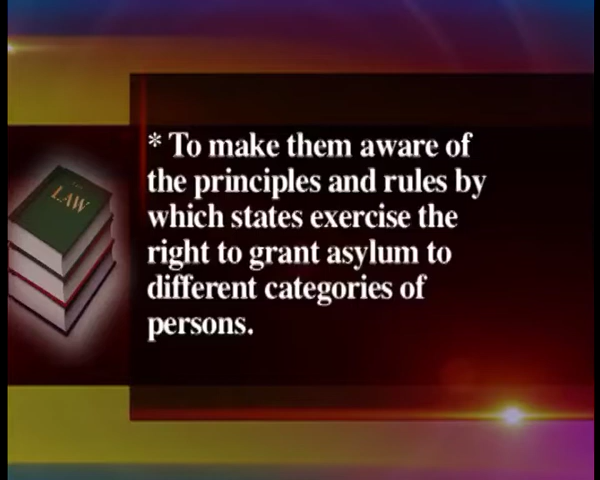 * To make them aware of
the principles and rules by
which states exercise the
right to grant asylum to
different categories of
persons.
LAW